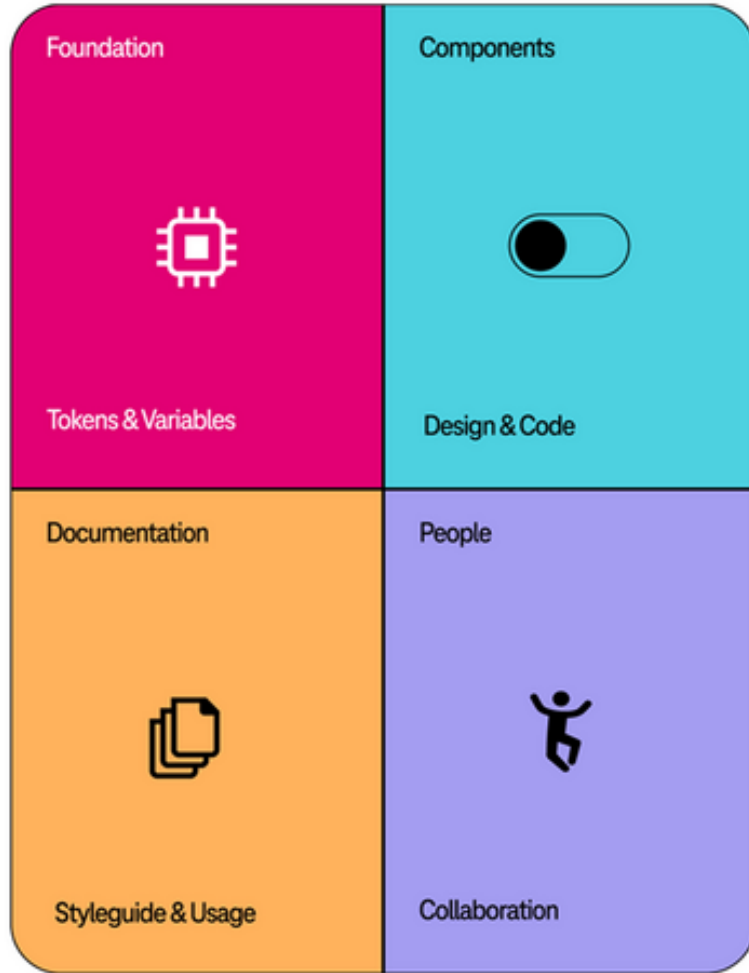 Foundation
Components
Tokens & Variables
Design & Code
Documentation
People
Styleguide & Usage
Collaboration